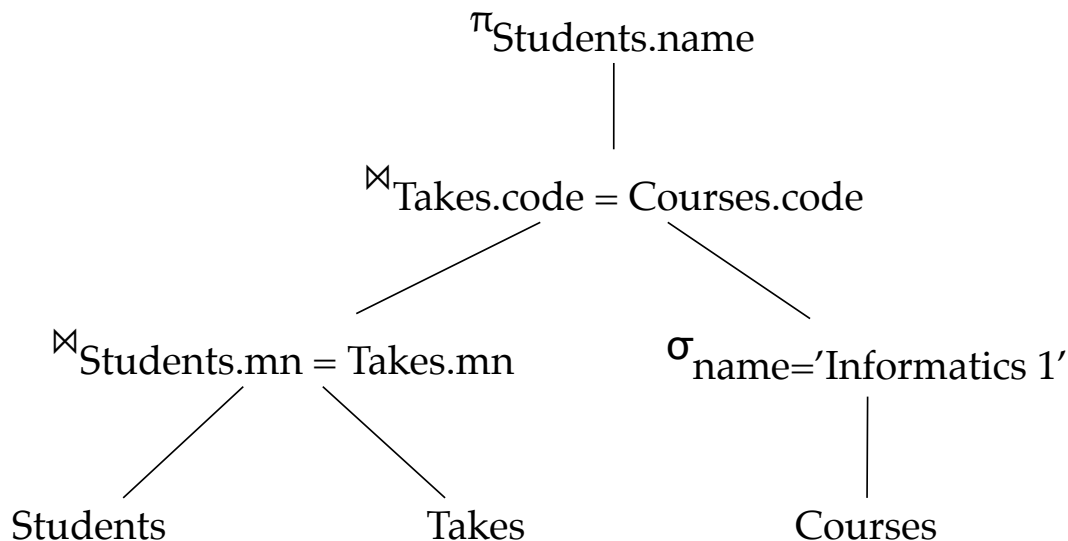 πStudents.name
⋈Takes.code = Courses.code
⋈Students.mn = Takes.mn
σname=’Informatics 1’
Students
Takes
Courses